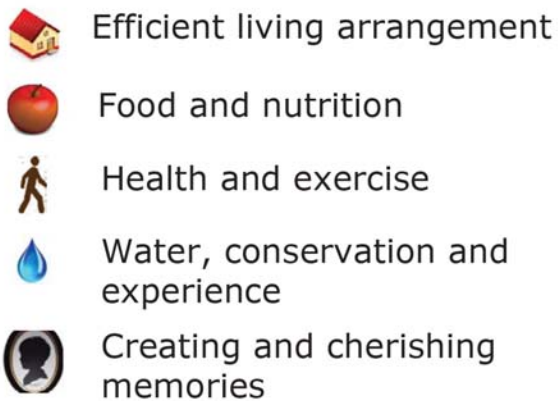 Efficient living arrangement
Food and nutrition
Health and exercise
Water, conservation and
experience
Creating and cherishing
memories